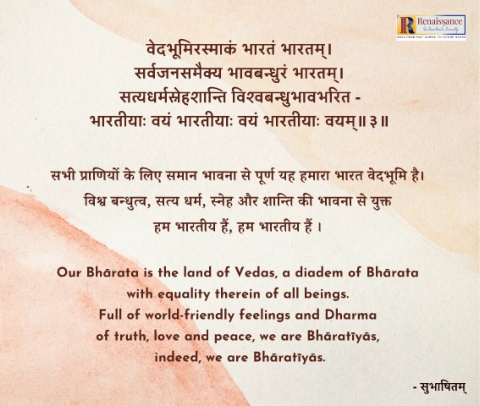 Renaissance
वेदभूमिरस्माकं भारतं भारतम्।
सर्वजनसमैक्य भावबन्धुरं भारतम्।
सत्यधर्मस्नेहशान्ति विश्वबन्धुभावभरित -
भारतीयाः वयं भारतीयाः वयं भारतीयाः वयम्॥३॥
सभी प्राणियों के लिए समान भावना से पूर्ण यह हमारा भारत वेदभूमि है।
विश्व बन्धुत्व, सत्य धर्म, स्नेह और शान्ति की भावना से युक्त
हम भारतीय हैं, हम भारतीय हैं ।
Our Bhārata is the land of Vedas, a diadem of Bhārata
with equality therein of all beings.
Full of world-friendly feelings and Dharma
of truth, love and peace, we are Bhāratīyās,
indeed, we are Bhāratīyās.
- सुभाषितम्